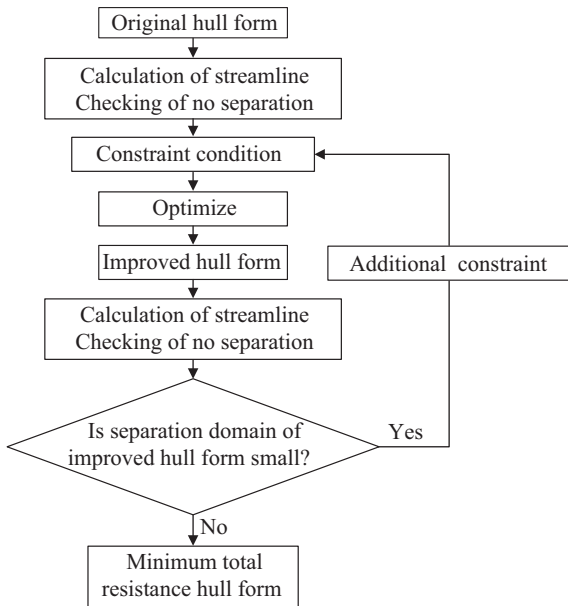 Original hull form
Calculation of streamline
Checking of no separation
Constraint condition
Optimize
Improved hull form
Additional constraint
Calculation of streamline
Checking of no separation
Is separation domain of
improved hull form small?
Yes
No
Minimum total
resistance hull form